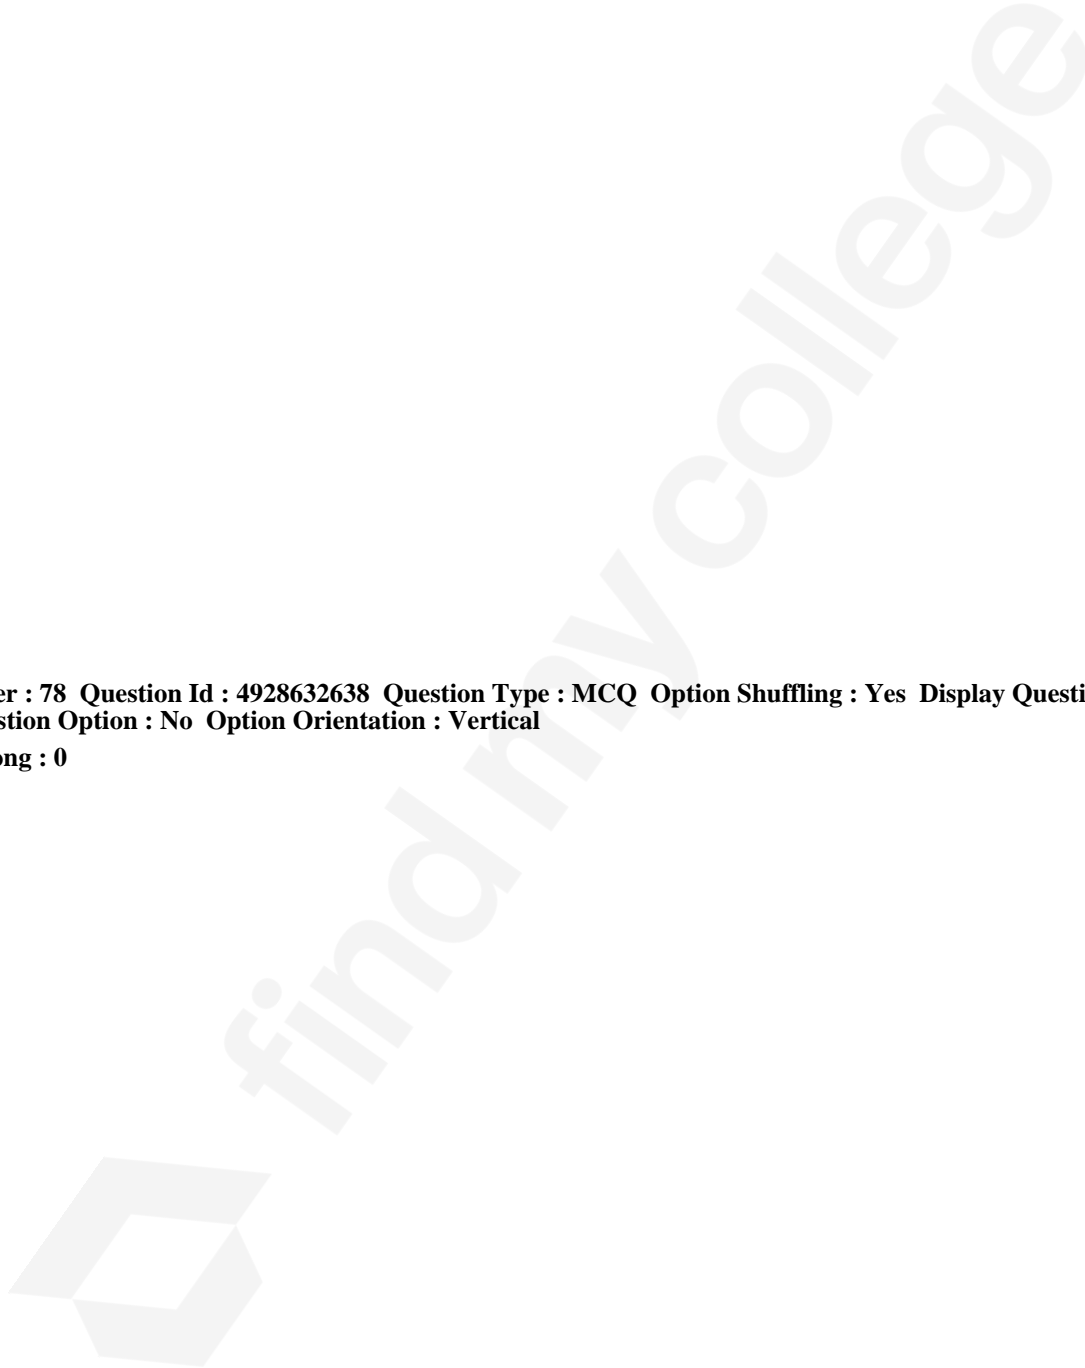 er : 78 Question Id : 4928632638 Question Type : MCQ Option Shuffling : Yes Display Questi
stion Option : No Option Orientation : Vertical
ong : 0
find my college